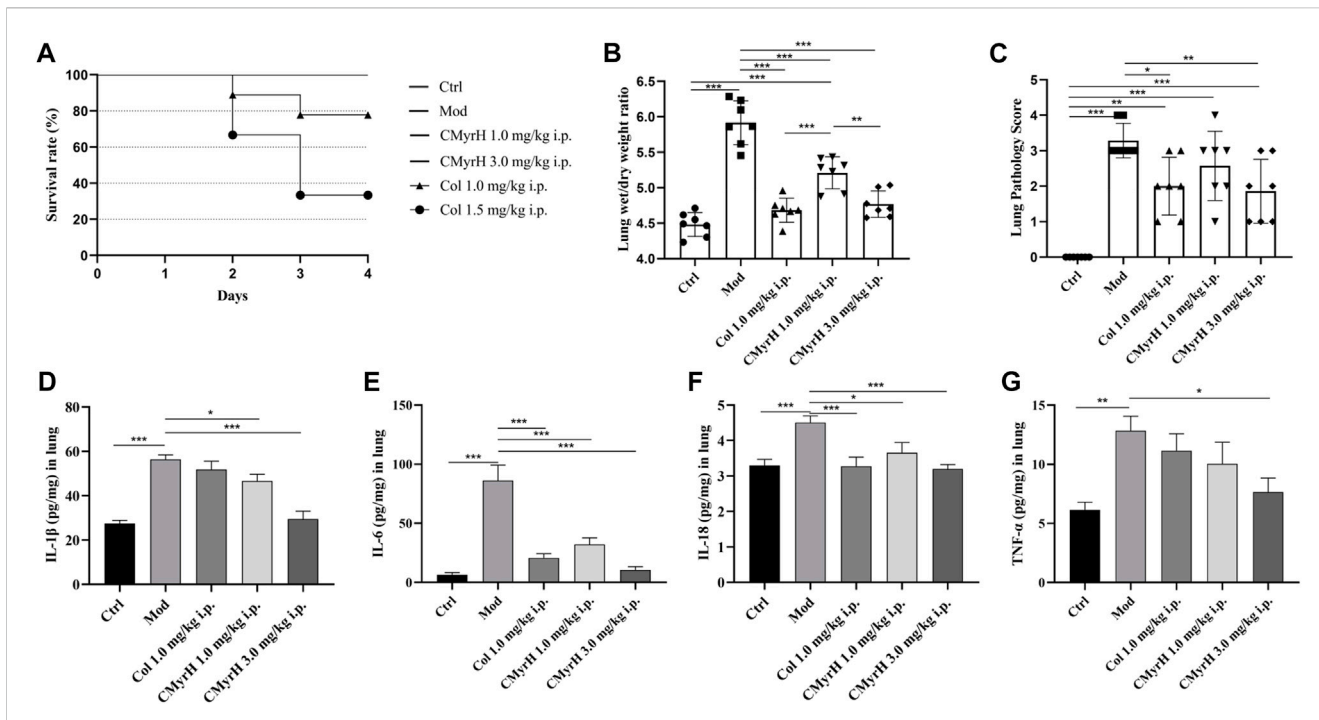 A
Survival rate (%)
100
80
60
40
20
0
0 1 2 3 4
Days
Ctrl
Mod
CMyrH 1.0 mg/kg i.p.
CMyrH 3.0 mg/kg i.p.
Col 1.0 mg/kg i.p.
Col 1.5 mg/kg i.p.
B
Lung wet/dry weight ratio
6.5
6.0
5.5
5.0
4.5
4.0
***
***
***
***
***
***
**
Ctrl
Mod
Col 1.0 mg/kg i.p.
CMyrH 1.0 mg/kg i.p.
CMyrH 3.0 mg/kg i.p.
C
Lung Pathology Score
5
4
3
2
1
0
**
*
***
***
**
***
Ctrl
Mod
Col 1.0 mg/kg i.p.
CMyrH 1.0 mg/kg i.p.
CMyrH 3.0 mg/kg i.p.
D
IL-1β (pg/mg) in lung
80
60
40
20
0
*
***
***
Ctrl
Mod
Col 1.0 mg/kg i.p.
CMyrH 1.0 mg/kg i.p.
CMyrH 3.0 mg/kg i.p.
E
IL-6 (pg/mg) in lung
150
100
50
0
***
***
***
***
Ctrl
Mod
Col 1.0 mg/kg i.p.
CMyrH 1.0 mg/kg i.p.
CMyrH 3.0 mg/kg i.p.
F
IL-18 (pg/mg) in lung
5
4
3
2
1
0
***
*
***
***
Ctrl
Mod
Col 1.0 mg/kg i.p.
CMyrH 1.0 mg/kg i.p.
CMyrH 3.0 mg/kg i.p.
G
TNF-α (pg/mg) in lung
15
10
5
0
*
**
Ctrl
Mod
Col 1.0 mg/kg i.p.
CMyrH 1.0 mg/kg i.p.
CMyrH 3.0 mg/kg i.p.